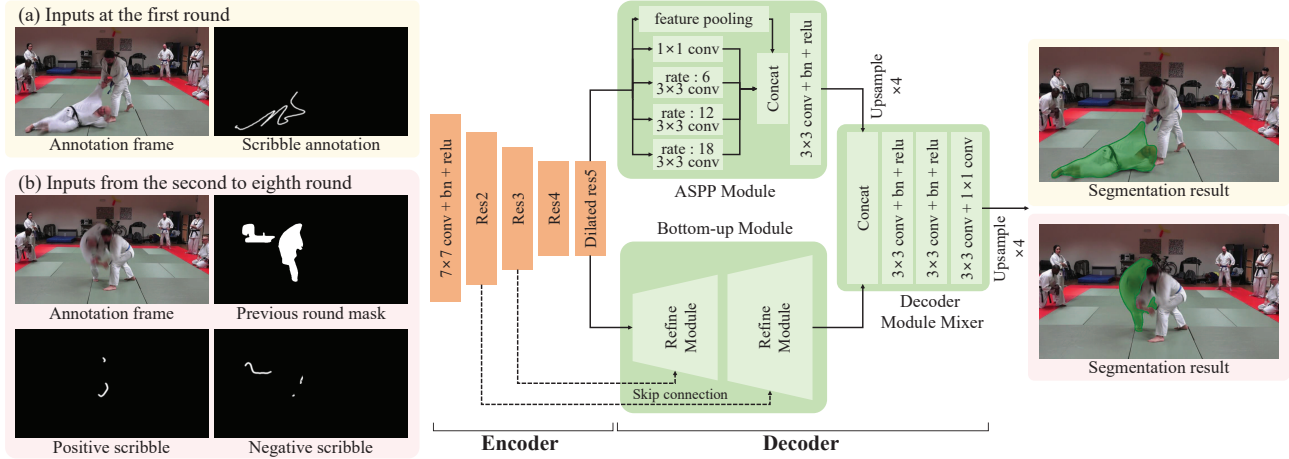 (a) Inputs at the first round
Annotation frame
Scribble annotation
(b) Inputs from the second to eighth round
Annotation frame
Previous round mask
Positive scribble
Negative scribble
7×7 conv + bn + relu
Res2
Res3
Res4
Dilated res5
feature pooling
1×1 conv
rate : 6
3×3 conv
rate : 12
3×3 conv
rate : 18
3×3 conv
Concat
3×3 conv + bn + relu
ASPP Module
Upsample
×4
Bottom-up Module
Refine
Module
Refine
Module
Skip connection
Concat
3×3 conv + bn + relu
3×3 conv + bn + relu
3×3 conv + 1×1 conv
Decoder
Module Mixer
Upsample
×4
Segmentation result
Segmentation result
Encoder
Decoder